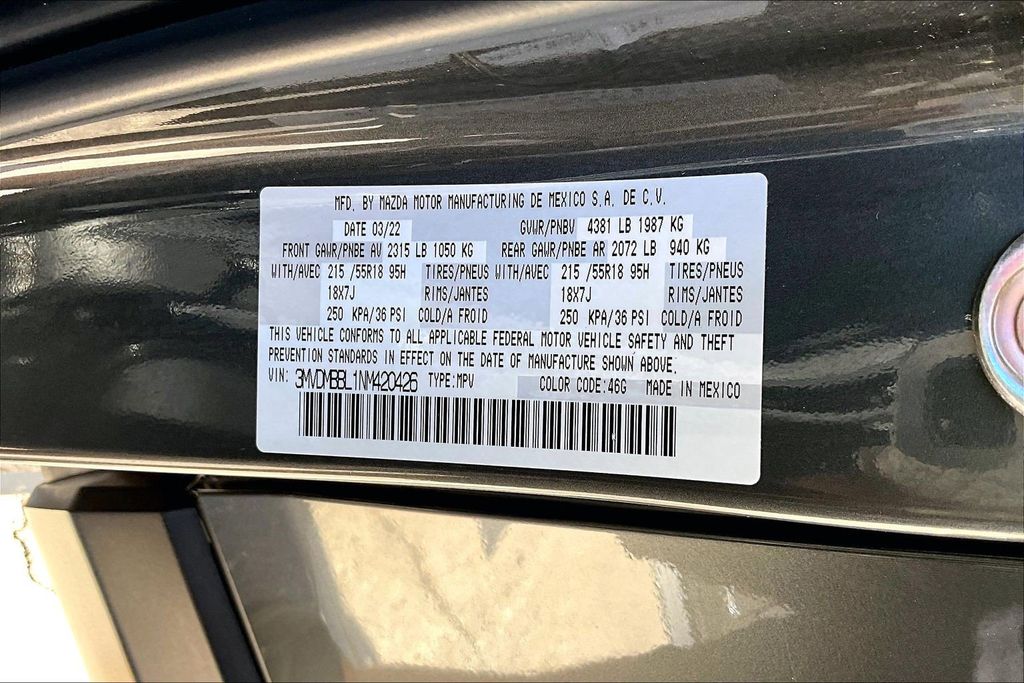 MFD. BY MAZDA MOTOR MANUFACTURING DE MEXICO S.A. DE C.V.
DATE 03/22 GVWR/PNBV 4381 LB 1987 KG
FRONT GAWR/PNBE AV 2315 LB 1050 KG REAR GAWR/PNBE AR 2072 LB 940 KG
WITH/AVEC 215 /55R18 95H TIRES/PNEUS WITH/AVEC 215 /55R18 95H TIRES/PNEUS
18X7J RIMS/JANTES 18X7J RIMS/JANTES
250 KPA/36 PSI COLD/A FROID 250 KPA/36 PSI COLD/A FROID
THIS VEHICLE CONFORMS TO ALL APPLICABLE FEDERAL MOTOR VEHICLE SAFETY AND THEFT
PREVENTION STANDARDS IN EFFECT ON THE DATE OF MANUFACTURE SHOWN ABOVE.
VIN: 3MVDMBBL1NM420426 TYPE:MPV COLOR CODE:46G MADE IN MEXICO